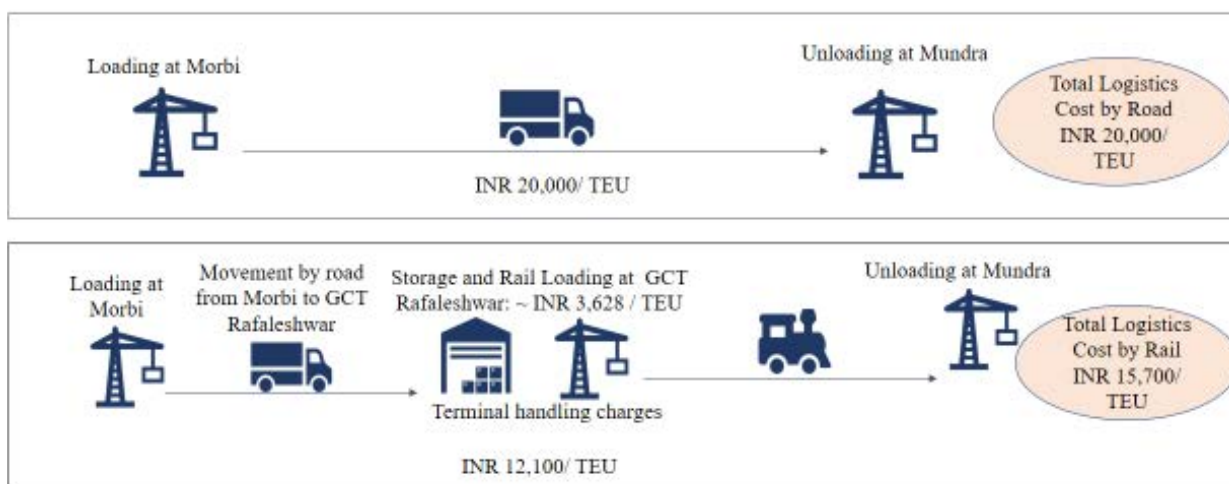 Loading at Morbi
Unloading at Mundra
INR 20,000/ TEU
Total Logistics
Cost by Road
INR 20,000/
TEU
Loading at
Morbi
Movement by road
from Morbi to GCT
Rafaleshwar
Storage and Rail Loading at GCT
Rafaleshwar: ~ INR 3,628 / TEU
Terminal handling charges
INR 12,100/ TEU
Unloading at Mundra
Total Logistics
Cost by Rail
INR 15,700/
TEU